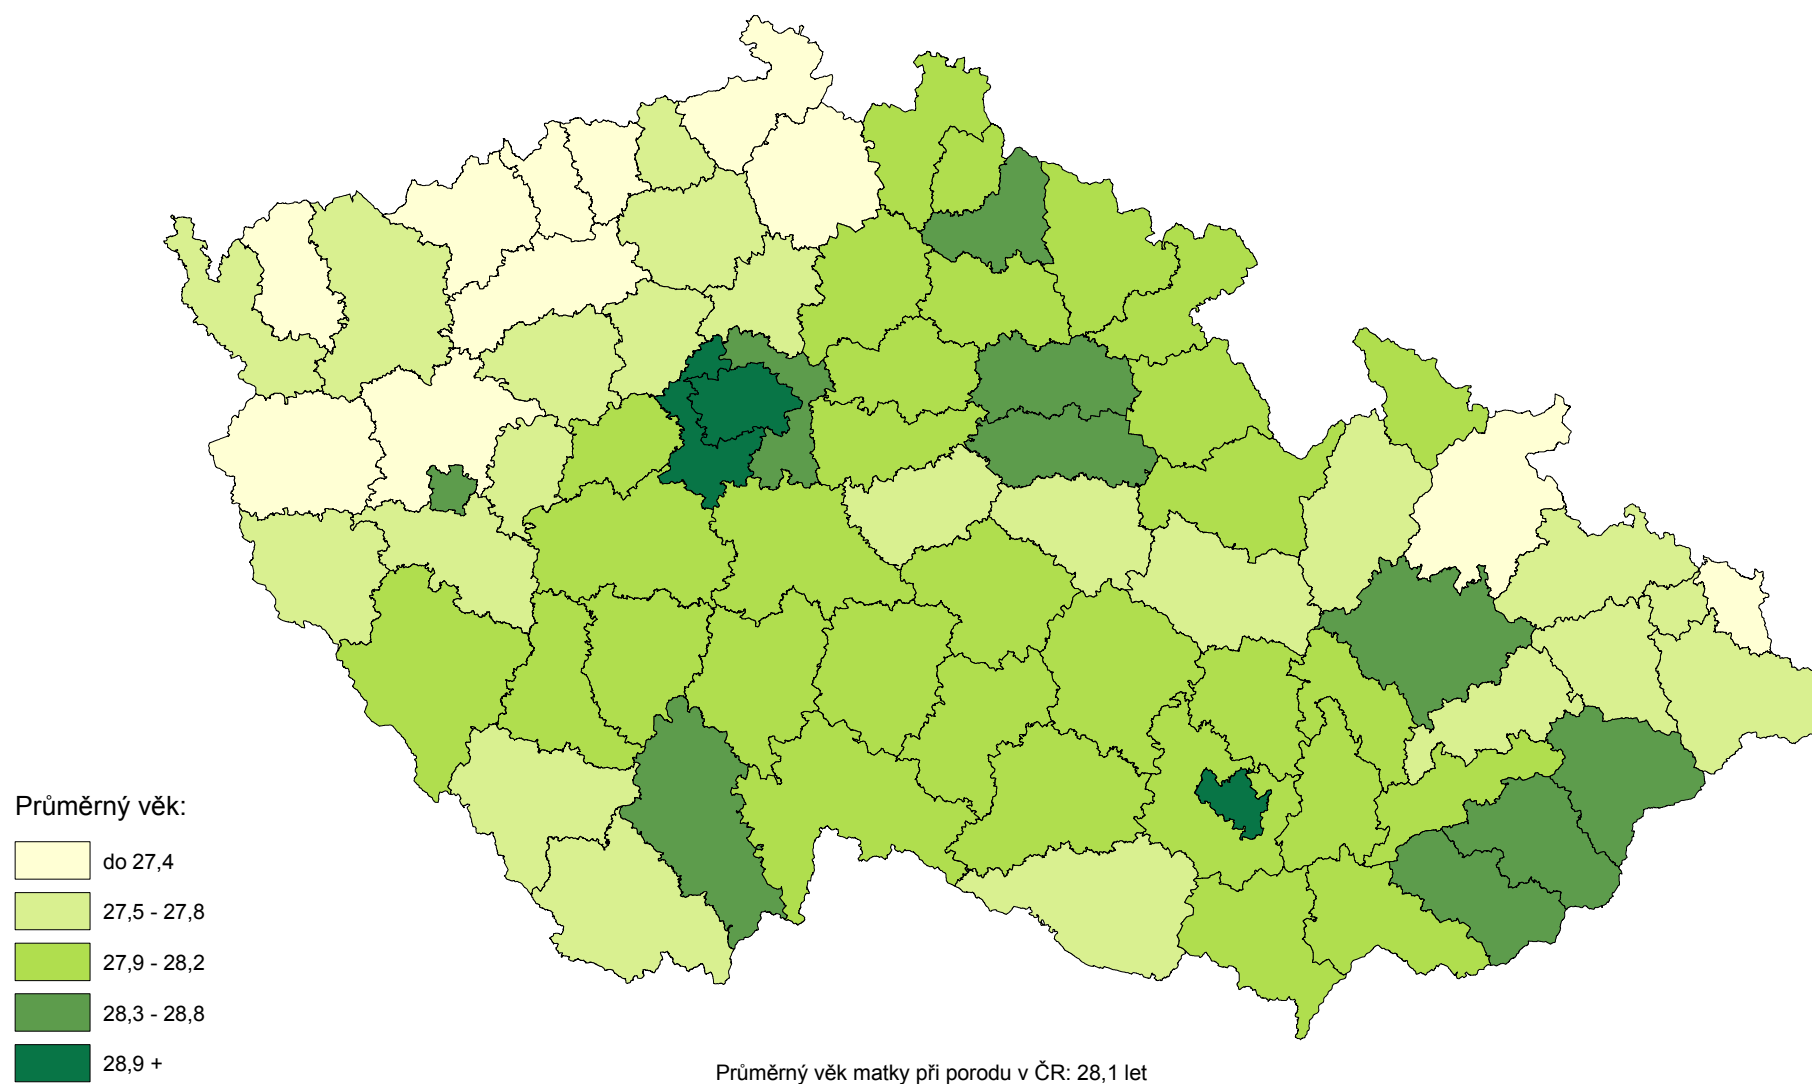 Průměrný věk:
do 27,4
27,5 - 27,8
27,9 - 28,2
28,3 - 28,8
28,9 +
Průměrný věk matky při porodu v ČR: 28,1 let